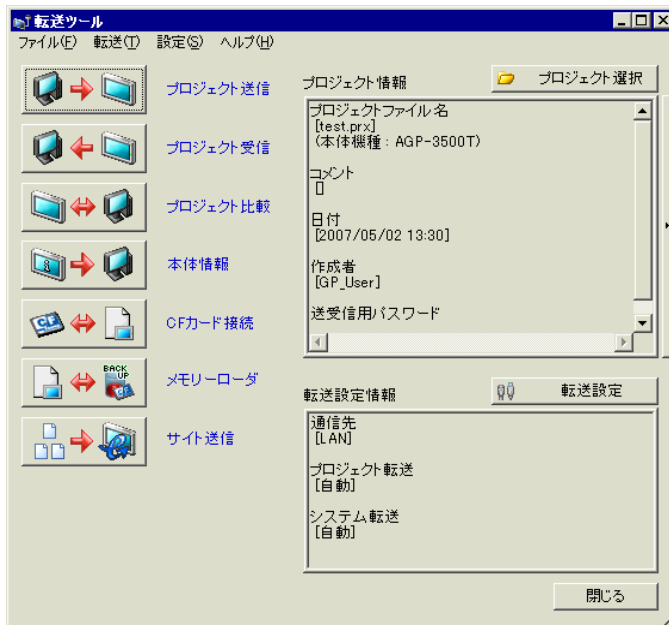 転送ツール
ファイル(F) 転送(T) 設定(S) ヘルプ(H)
プロジェクト送信
プロジェクト受信
プロジェクト比較
本体情報
CFカード接続
CF
メモリーローダ
BACK
UP
サイト送信
プロジェクト情報
プロジェクト選択
プロジェクトファイル名
[test.prx]
(本体機種：AGP-3500T)
コメント
[]
日付
[2007/05/02 13:30]
作成者
[GP_User]
送受信用パスワード
転送設定情報
転送設定
通信先
[LAN]
プロジェクト転送
[自動]
システム転送
[自動]
閉じる